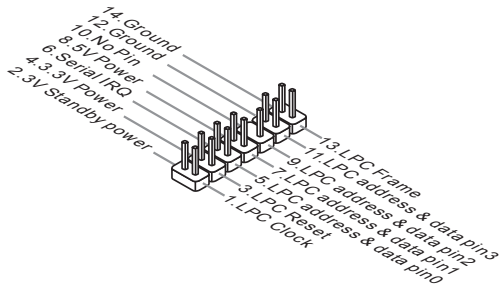 14.Ground
12.Ground
10.No Pin
8.5V Power
6.Serial IRQ
4.3.3V Power
2.3V Standby power
13.LPC Frame
11.LPC address & data pin3
9.LPC address & data pin2
7.LPC address & data pin1
5.LPC address & data pin0
3.LPC Reset
1.LPC Clock